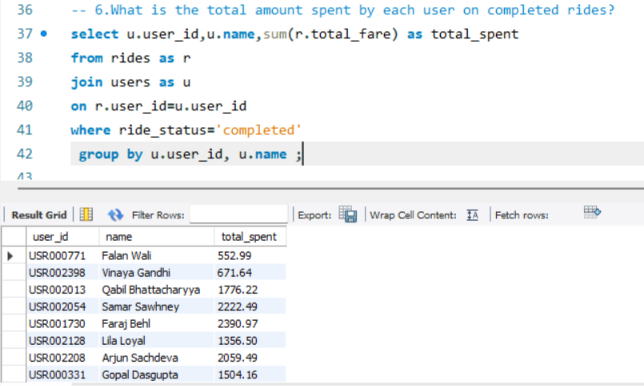 36 -- 6.What is the total amount spent by each user on completed rides?
37 select u.user_id,u.name,sum(r.total_fare) as total_spent
38 from rides as r
39 join users as u
40 on r.user_id=u.user_id
41 where ride_status='completed'
42 group by u.user_id, u.name ;
43
Result Grid Filter Rows: Export: Wrap Cell Content: Fetch rows:
user_id name total_spent
USR000771 Falan Wali 552.99
USR002398 Vinaya Gandhi 671.64
USR002013 Qabil Bhattacharyya 1776.22
USR002054 Samar Sawhney 2222.49
USR001730 Faraj Behl 2390.97
USR002128 Lila Loyal 1356.50
USR002208 Arjun Sachdeva 2059.49
USR000331 Gopal Dasgupta 1504.16